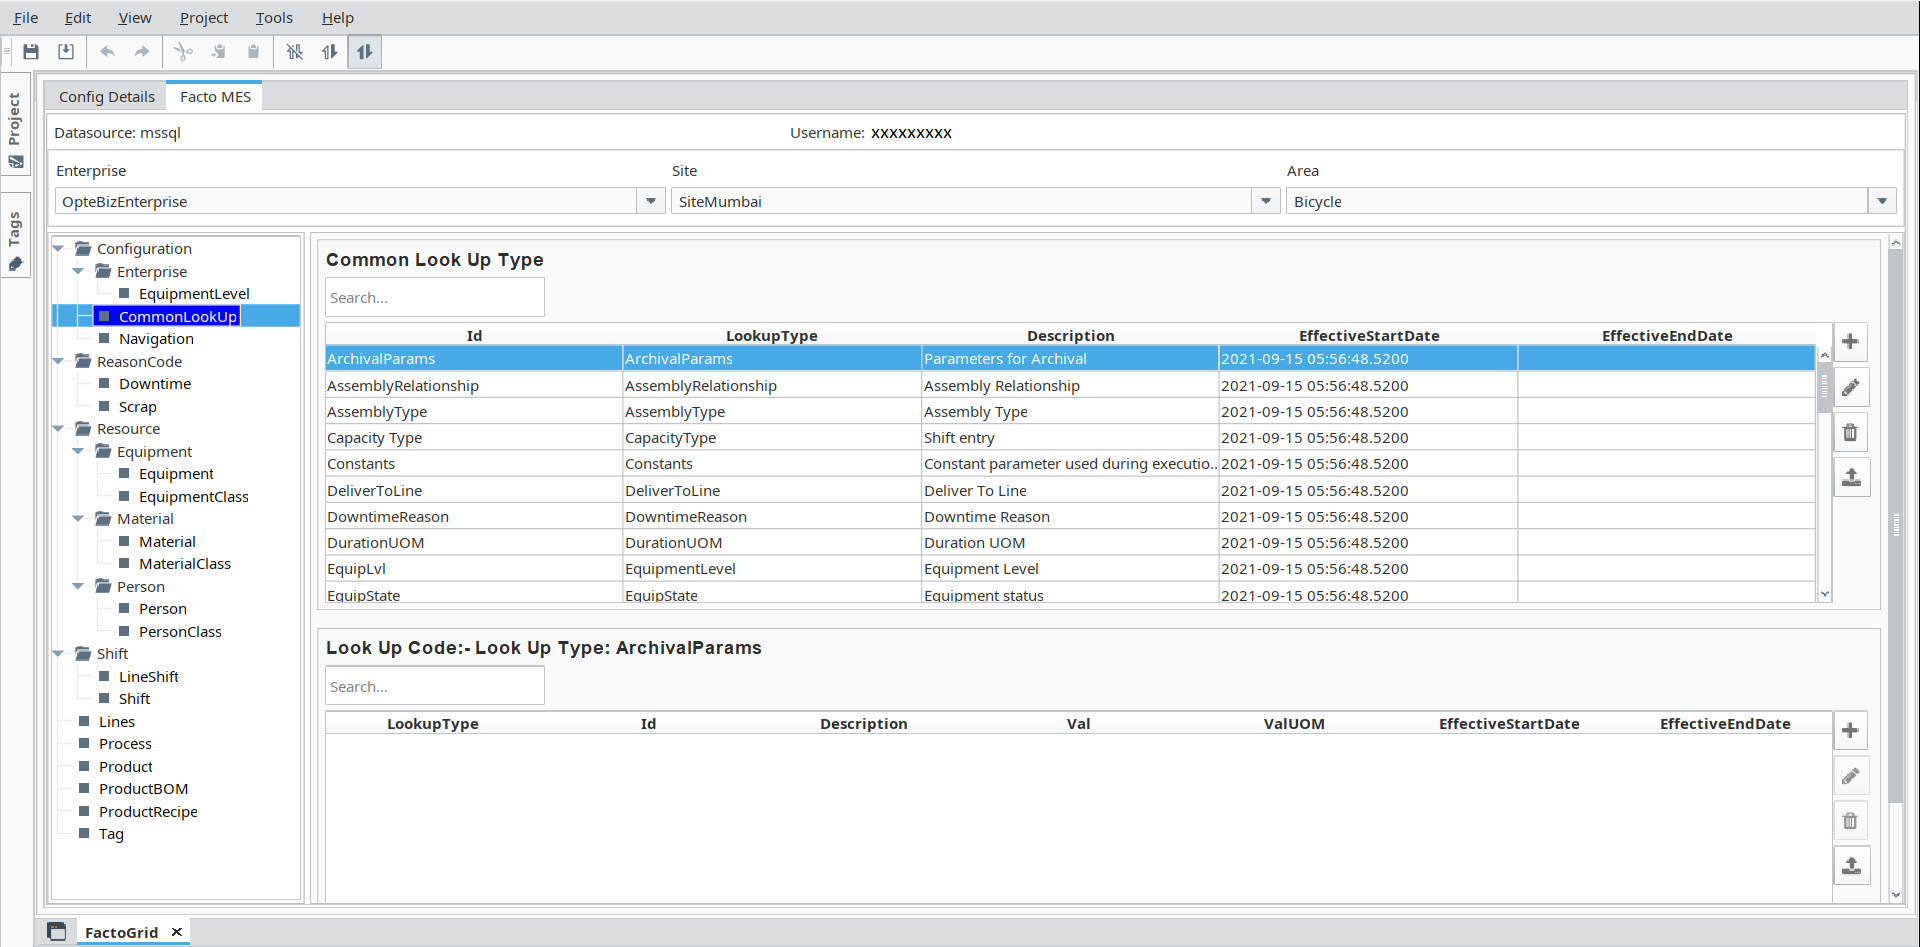 File Edit View Project Tools Help
Project
Tags
Config Details Facto MES
Datasource: mssql Username: xxxxxxxxx
Enterprise Site Area
OpteBizEnterprise SiteMumbai Bicycle
Configuration
Enterprise
EquipmentLevel
CommonLookUp
Navigation
ReasonCode
Downtime
Scrap
Resource
Equipment
Equipment
EquipmentClass
Material
Material
MaterialClass
Person
Person
PersonClass
Shift
LineShift
Shift
Lines
Process
Product
ProductBOM
ProductRecipe
Tag
Common Look Up Type
Search...
Id LookupType Description EffectiveStartDate EffectiveEndDate
ArchivalParams ArchivalParams Parameters for Archival 2021-09-15 05:56:48.5200
AssemblyRelationship AssemblyRelationship Assembly Relationship 2021-09-15 05:56:48.5200
AssemblyType AssemblyType Assembly Type 2021-09-15 05:56:48.5200
Capacity Type CapacityType Shift entry 2021-09-15 05:56:48.5200
Constants Constants Constant parameter used during executio.. 2021-09-15 05:56:48.5200
DeliverToLine DeliverToLine Deliver To Line 2021-09-15 05:56:48.5200
DowntimeReason DowntimeReason Downtime Reason 2021-09-15 05:56:48.5200
DurationUOM DurationUOM Duration UOM 2021-09-15 05:56:48.5200
EquipLvl EquipmentLevel Equipment Level 2021-09-15 05:56:48.5200
EquipState EquipState Equipment status 2021-09-15 05:56:48.5200
Look Up Code:- Look Up Type: ArchivalParams
Search...
LookupType Id Description Val ValUOM EffectiveStartDate EffectiveEndDate
FactoGrid